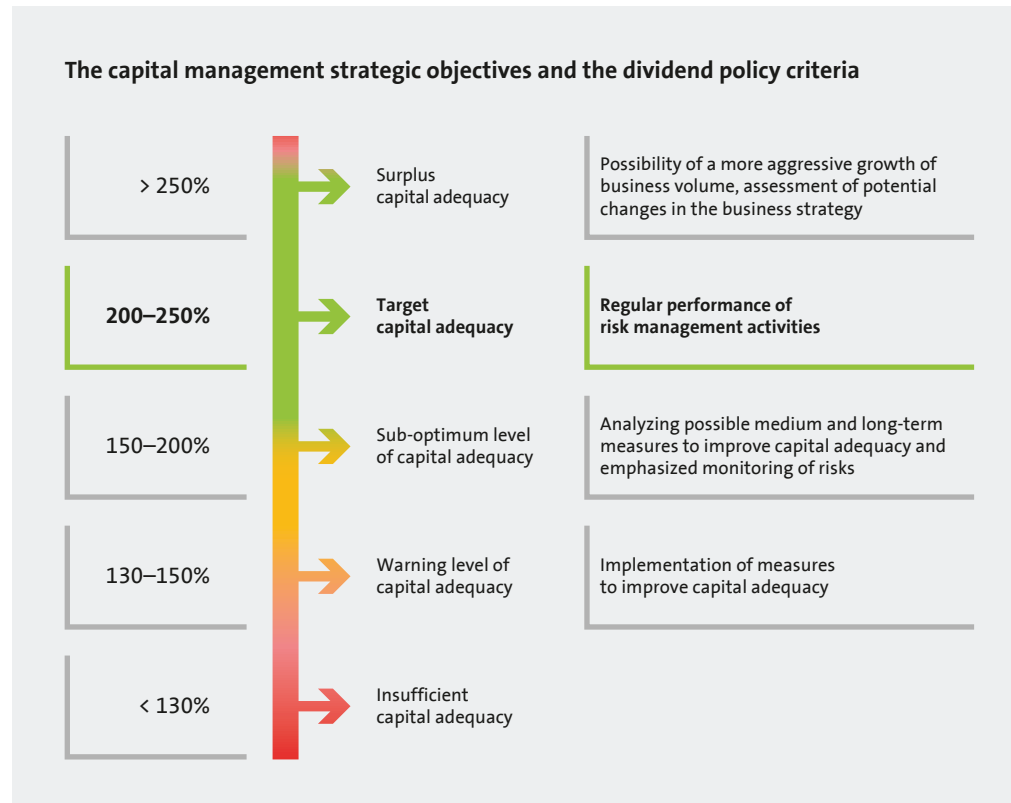 The capital management strategic objectives and the dividend policy criteria
> 250%
Surplus
capital adequacy
Possibility of a more aggressive growth of
business volume, assessment of potential
changes in the business strategy
200–250%
Target
capital adequacy
Regular performance of
risk management activities
150–200%
Sub-optimum level
of capital adequacy
Analyzing possible medium and long-term
measures to improve capital adequacy and
emphasized monitoring of risks
130–150%
Warning level of
capital adequacy
Implementation of measures
to improve capital adequacy
< 130%
Insufficient
capital adequacy